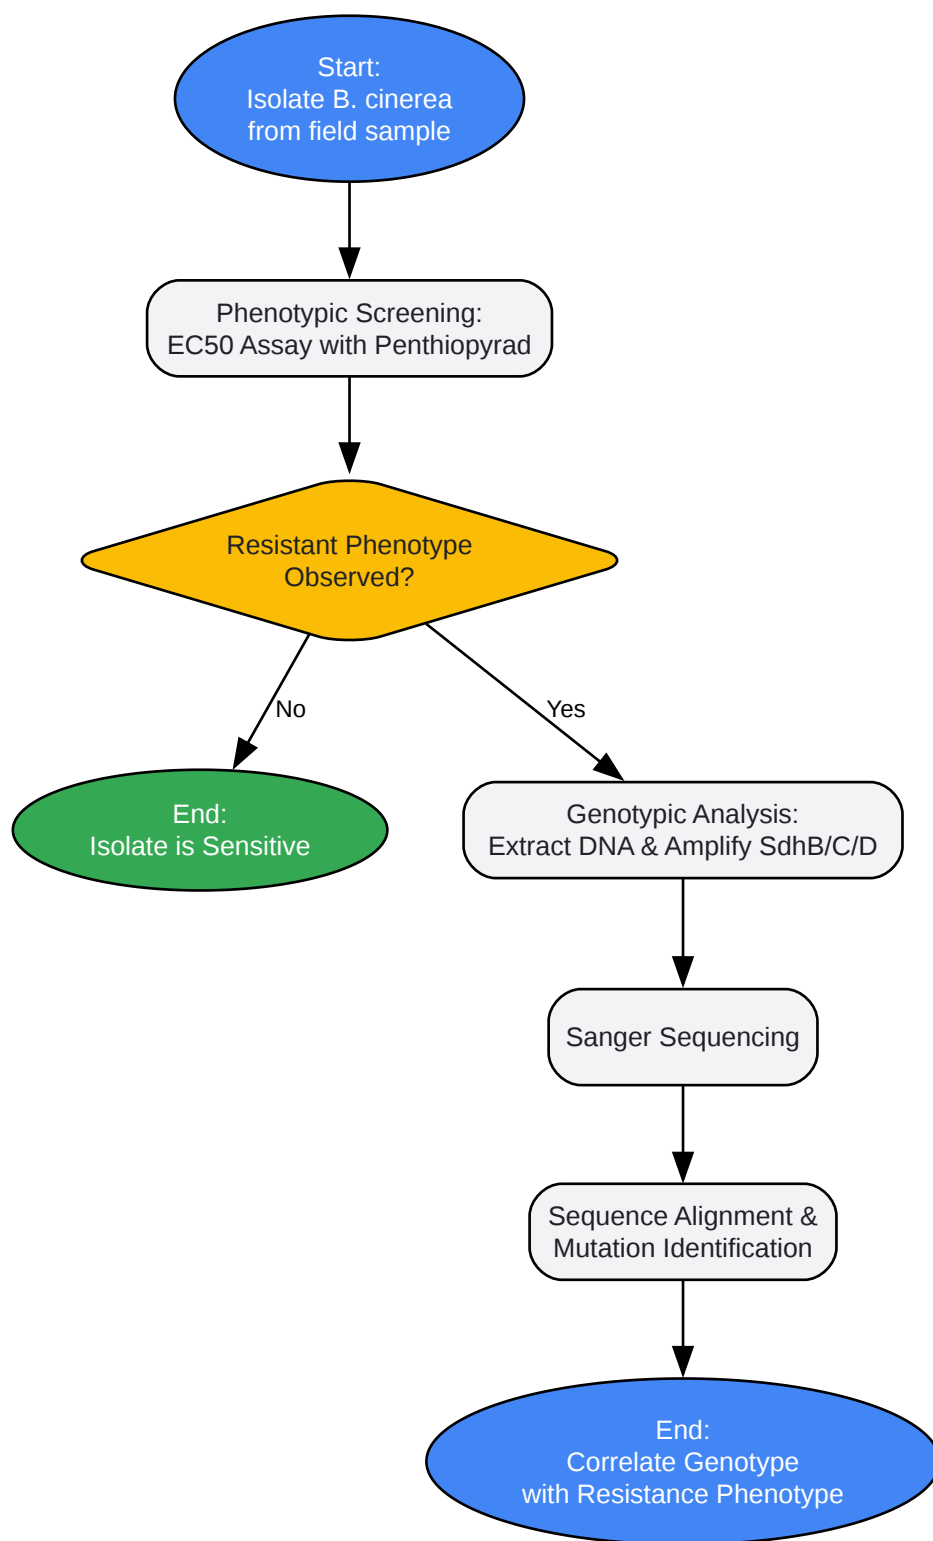 Start:
Isolate B. cinerea
from field sample
Phenotypic Screening:
EC50 Assay with Penthiopyrad
Resistant Phenotype
Observed?
No
Yes
End:
Isolate is Sensitive
Genotypic Analysis:
Extract DNA & Amplify SdhB/C/D
Sanger Sequencing
Sequence Alignment &
Mutation Identification
End:
Correlate Genotype
with Resistance Phenotype